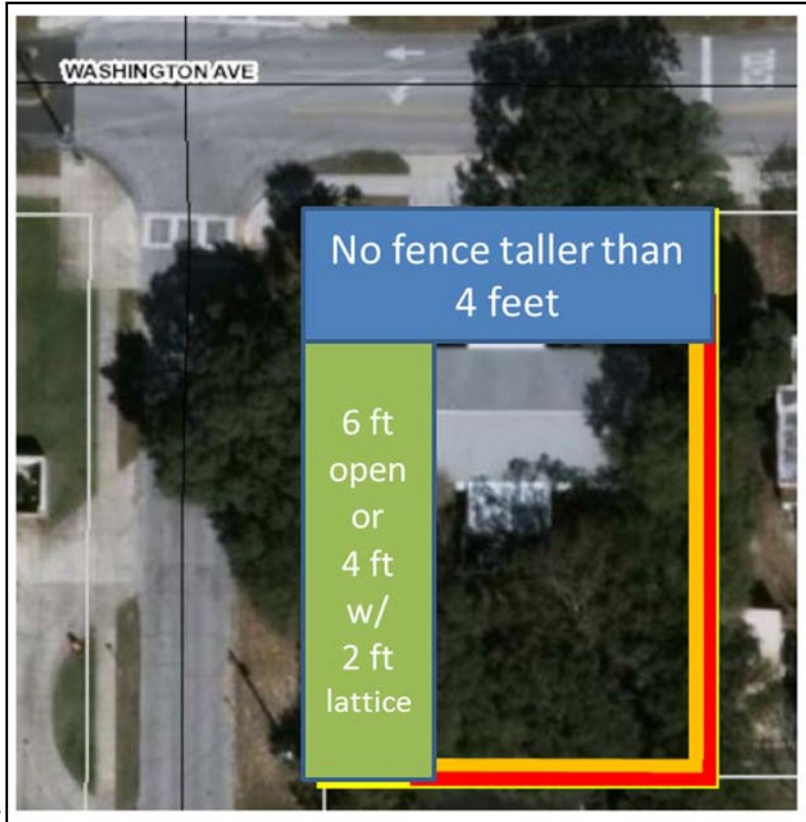 WASHINGTON AVE
No fence taller than
4 feet
6 ft
open
or
4 ft
w/
2 ft
lattice